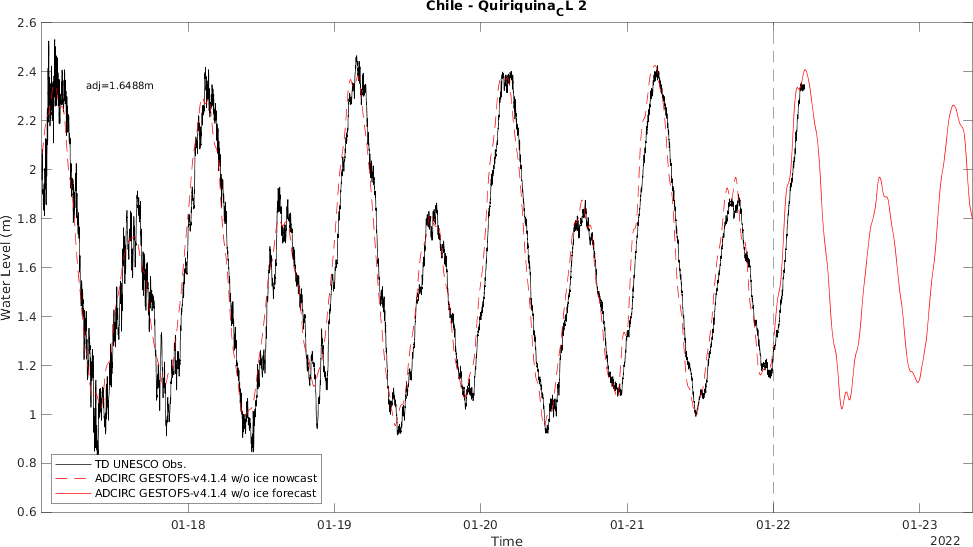 Chile - Quiriquina_CL 2
2.6
2.4
2.2
2
1.8
1.6
1.4
1.2
1
0.8
0.6
Water Level (m)
adj=1.6488m
TD UNESCO Obs.
ADCIRC GESTOFS-v4.1.4 w/o ice nowcast
ADCIRC GESTOFS-v4.1.4 w/o ice forecast
01-18 01-19 01-20 01-21 01-22 01-23
Time
2022